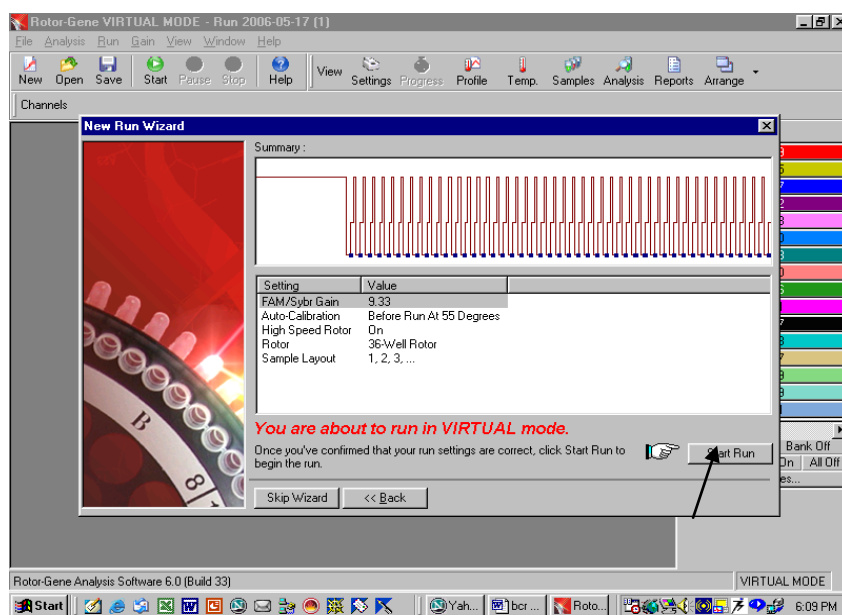 Rotor-Gene VIRTUAL MODE - Run 2006-05-17 (1)
File Analysis Run Gain View Window Help
New Open Save Start Pause Stop Help View Settings Progress Profile Temp. Samples Analysis Reports Arrange
Channels
New Run Wizard
Summary :
Setting Value
FAM/Sybr Gain 9.33
Auto-Calibration Before Run At 55 Degrees
High Speed Rotor On
Rotor 36-Well Rotor
Sample Layout 1, 2, 3, ...
You are about to run in VIRTUAL mode.
Once you've confirmed that your run settings are correct, click Start Run to
begin the run.
Start Run
Bank Off
On All Off
Skip Wizard << Back
B
8
Rotor-Gene Analysis Software 6.0 (Build 33) VIRTUAL MODE
Start Yah... bcr ... Roto... 6:09 PM